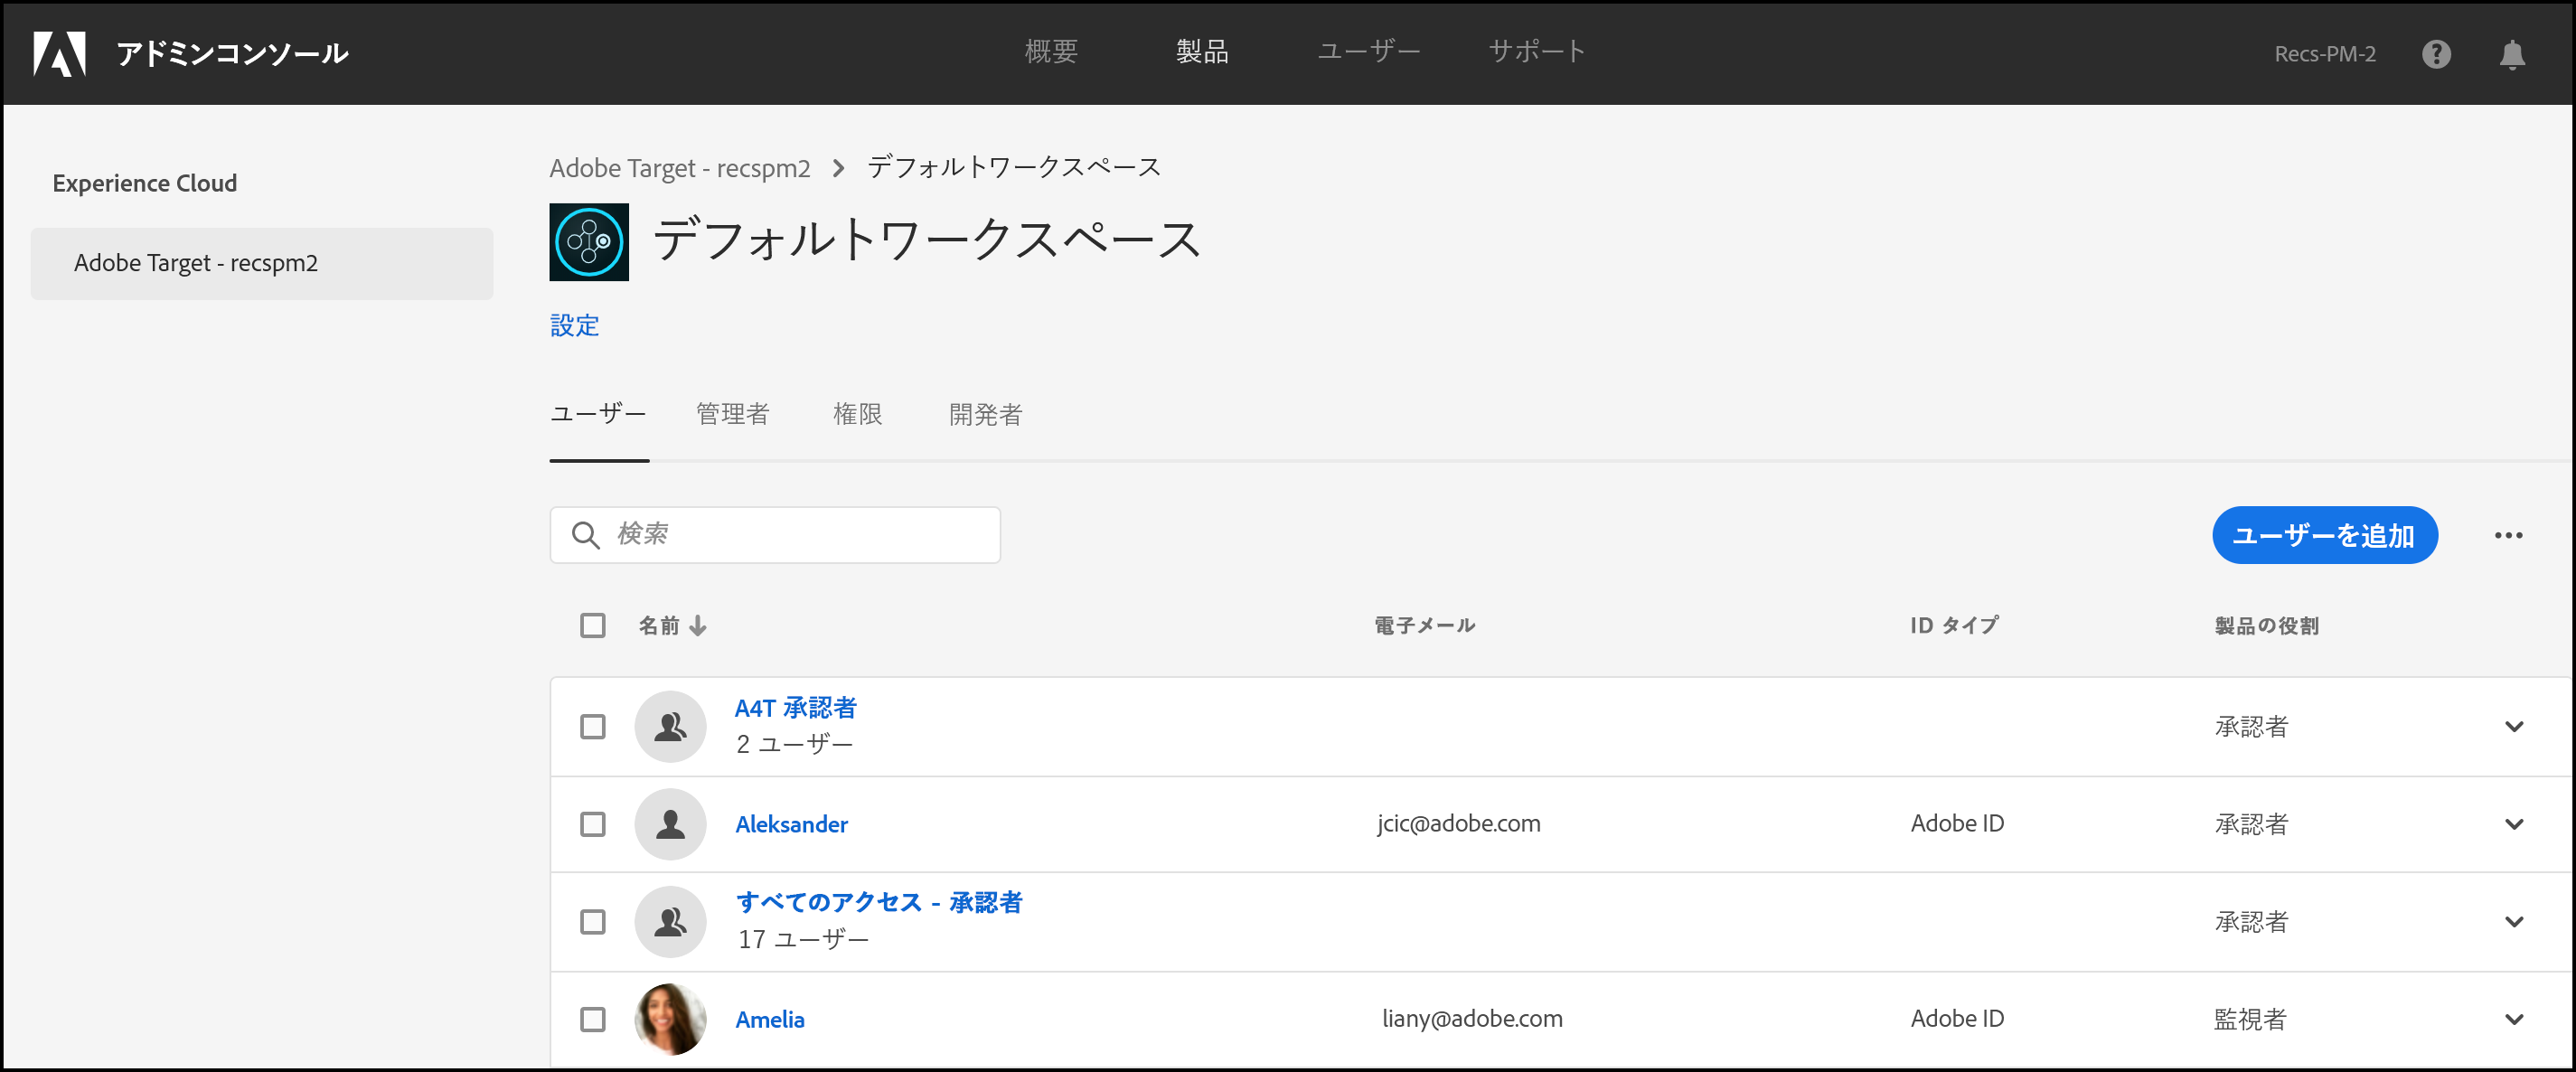 アドミンコンソール 概要 製品 ユーザー サポート Recs-PM-2
Experience Cloud
Adobe Target - recspm2
Adobe Target - recspm2 > デフォルトワークスペース
デフォルトワークスペース
設定
ユーザー 管理者 権限 開発者
検索 ユーザーを追加
名前 電子メール ID タイプ 製品の役割
A4T 承認者
2 ユーザー 承認者
Aleksander jcic@adobe.com Adobe ID 承認者
すべてのアクセス - 承認者
17 ユーザー 承認者
Amelia liany@adobe.com Adobe ID 監視者